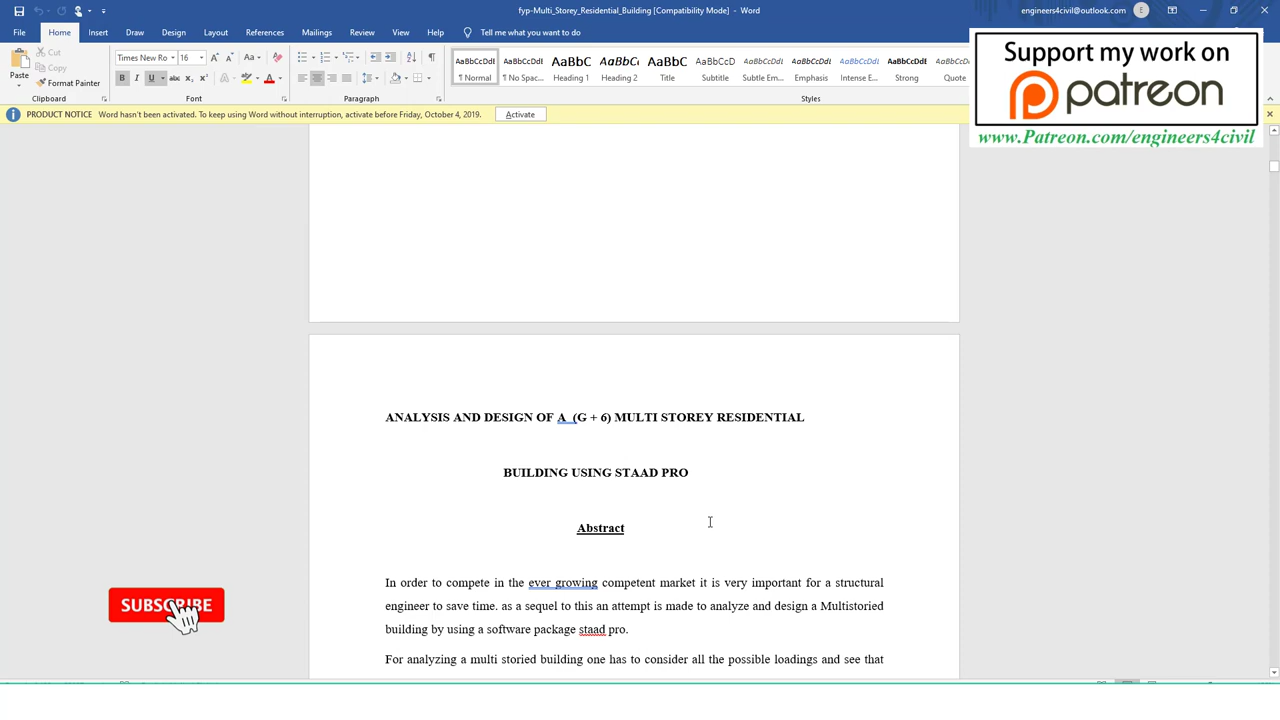 fyp-Multi_Storey_Residential_Building [Compatibility Mode] - Word
engineers4civil@outlook.com E
File Home Insert Draw Design Layout References Mailings Review View Help Tell me what you want to do
Support my work on
patreon
www.Patreon.com/engineers4civil
Paste
Cut
Copy
Format Painter
Clipboard
Times New Ro 16
Font
Paragraph
AaBbCcDdI AaBbCcDdI AaBbC AaBbCc AaBbC AaBbCcD AaBbCcDdI AaBbCcDdI AaBbCcDdI AaBbCcDdI AaBbCcDdI
¶ Normal ¶ No Spac... Heading 1 Heading 2 Title Subtitle Subtle Em... Emphasis Intense E... Strong Quote
Styles
PRODUCT NOTICE Word hasn't been activated. To keep using Word without interruption, activate before Friday, October 4, 2019. Activate
ANALYSIS AND DESIGN OF A (G + 6) MULTI STOREY RESIDENTIAL
BUILDING USING STAAD PRO
Abstract
In order to compete in the ever growing competent market it is very important for a structural
engineer to save time. as a sequel to this an attempt is made to analyze and design a Multistoried
building by using a software package staad pro.
For analyzing a multi storied building one has to consider all the possible loadings and see that
SUBSCRIBE